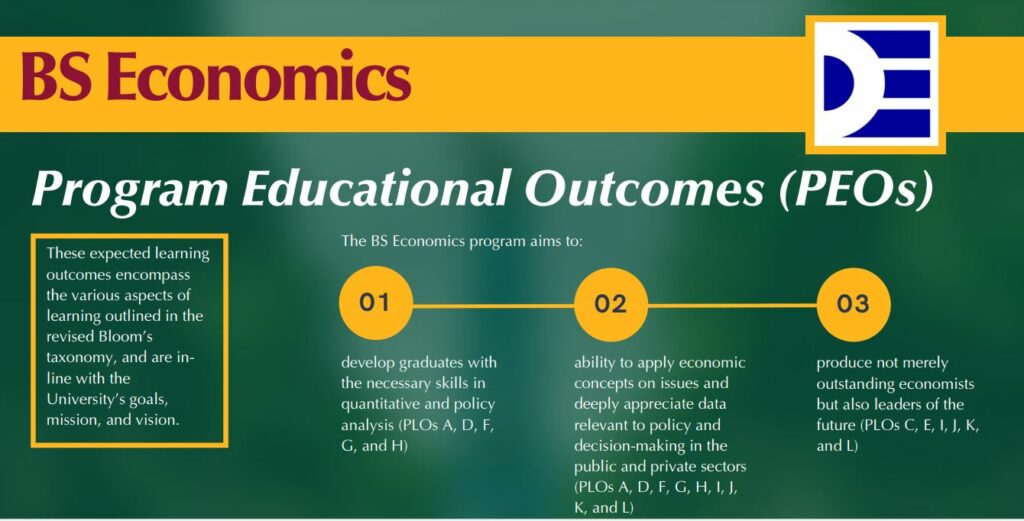 BS Economics
DE
Program Educational Outcomes (PEOs)
These expected learning
outcomes encompass
the various aspects of
learning outlined in the
revised Bloom's
taxonomy, and are in-
line with the
University's goals,
mission, and vision.
The BS Economics program aims to:
01
develop graduates with
the necessary skills in
quantitative and policy
analysis (PLOs A, D, F,
G, and H)
02
ability to apply economic
concepts on issues and
deeply appreciate data
relevant to policy and
decision-making in the
public and private sectors
(PLOs A, D, F, G, H, I, J,
K, and L)
03
produce not merely
outstanding economists
but also leaders of the
future (PLOs C, E, I, J, K,
and L)